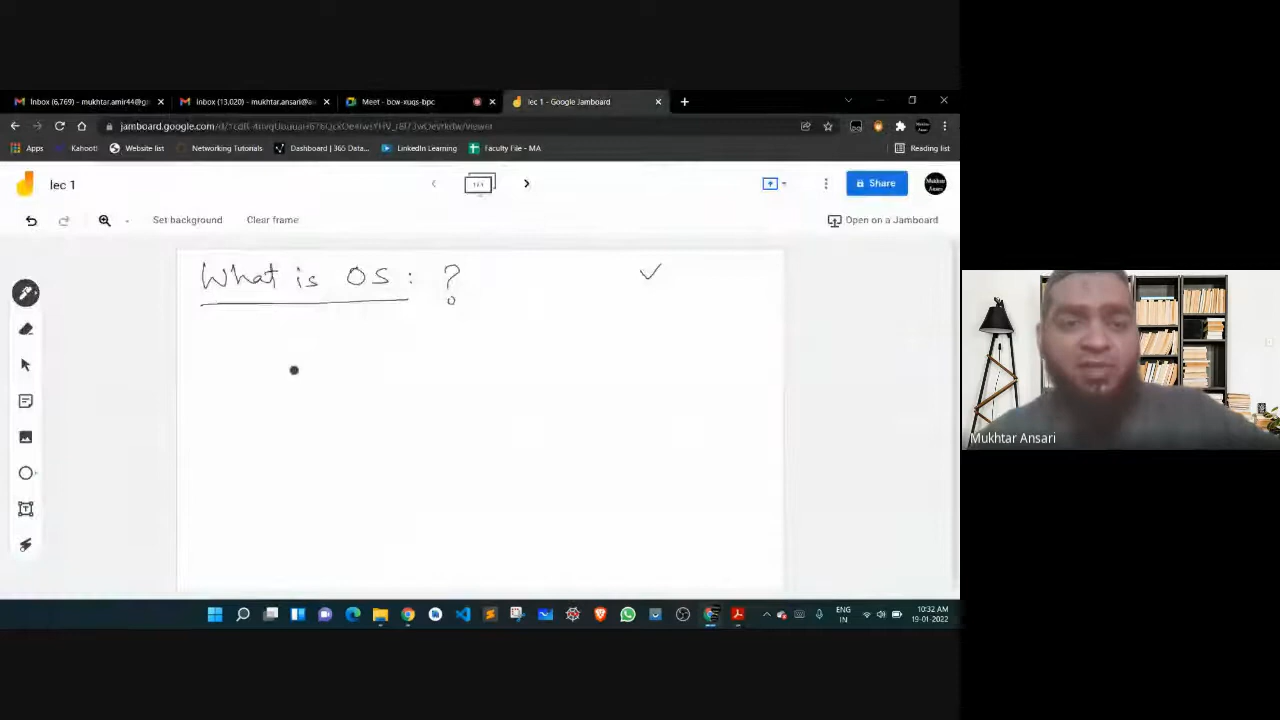 Inbox (6,769) - mukhtar.amir44@gm
Inbox (13,020) - mukhtar.ansari@a
Meet - bcw-xuqs-bpc
lec 1 - Google Jamboard
Apps
Kahoot!
Website list
Networking Tutorials
Dashboard | 365 Data...
LinkedIn Learning
Faculty File - MA
Reading list
lec 1
Share
Mukhtar Ansari
Set background
Clear frame
Open on a Jamboard
What is OS : ?
Mukhtar Ansari
ENG
IN
10:32 AM
19-01-2022